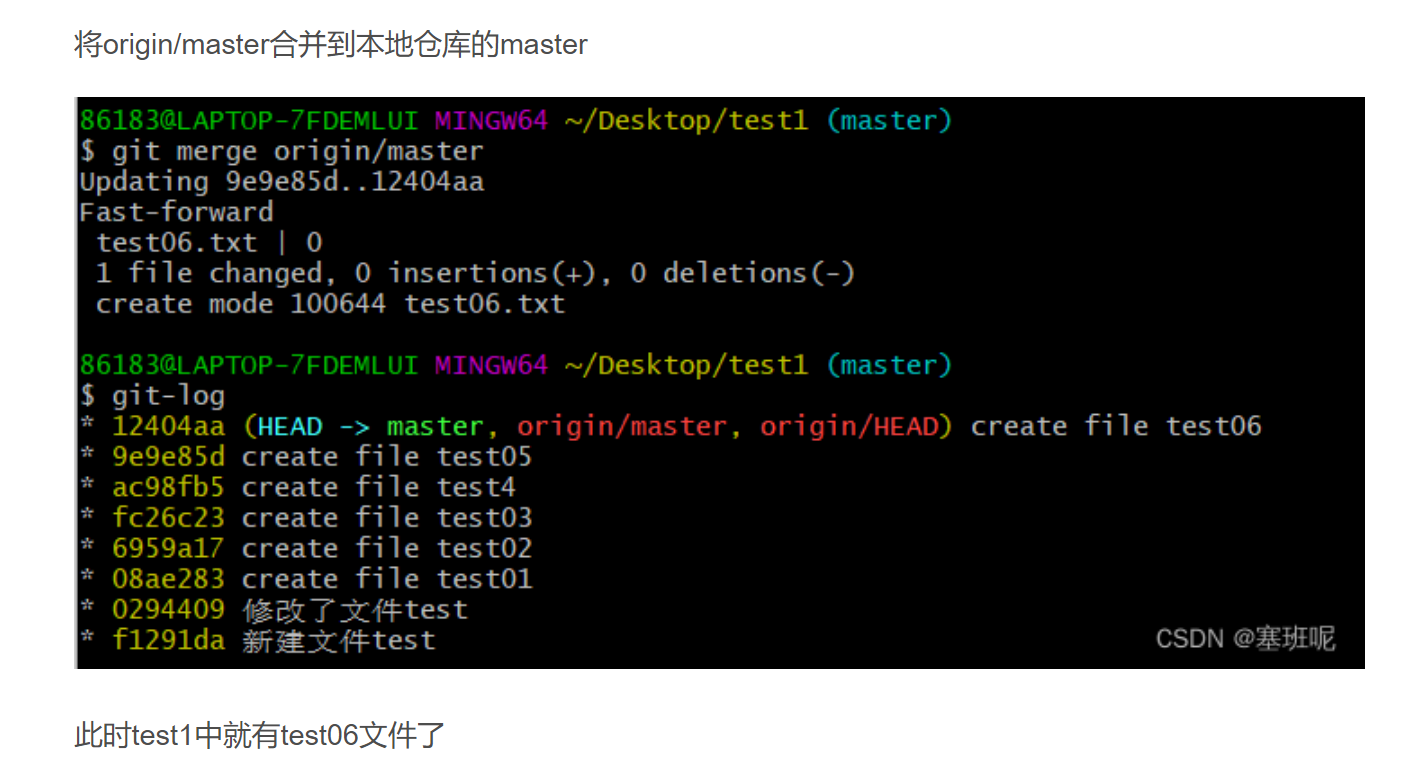 将origin/master合并到本地仓库的master
86183@LAPTOP-7FDEMLUI MINGW64 ~/Desktop/test1 (master)
$ git merge origin/master
Updating 9e9e85d..12404aa
Fast-forward
 test06.txt | 0
 1 file changed, 0 insertions(+), 0 deletions(-)
 create mode 100644 test06.txt
86183@LAPTOP-7FDEMLUI MINGW64 ~/Desktop/test1 (master)
$ git-log
* 12404aa (HEAD -> master, origin/master, origin/HEAD) create file test06
* 9e9e85d create file test05
* ac98fb5 create file test4
* fc26c23 create file test03
* 6959a17 create file test02
* 08ae283 create file test01
* 0294409 修改了文件test
* f1291da 新建文件test
CSDN @塞班呢
此时test1中就有test06文件了